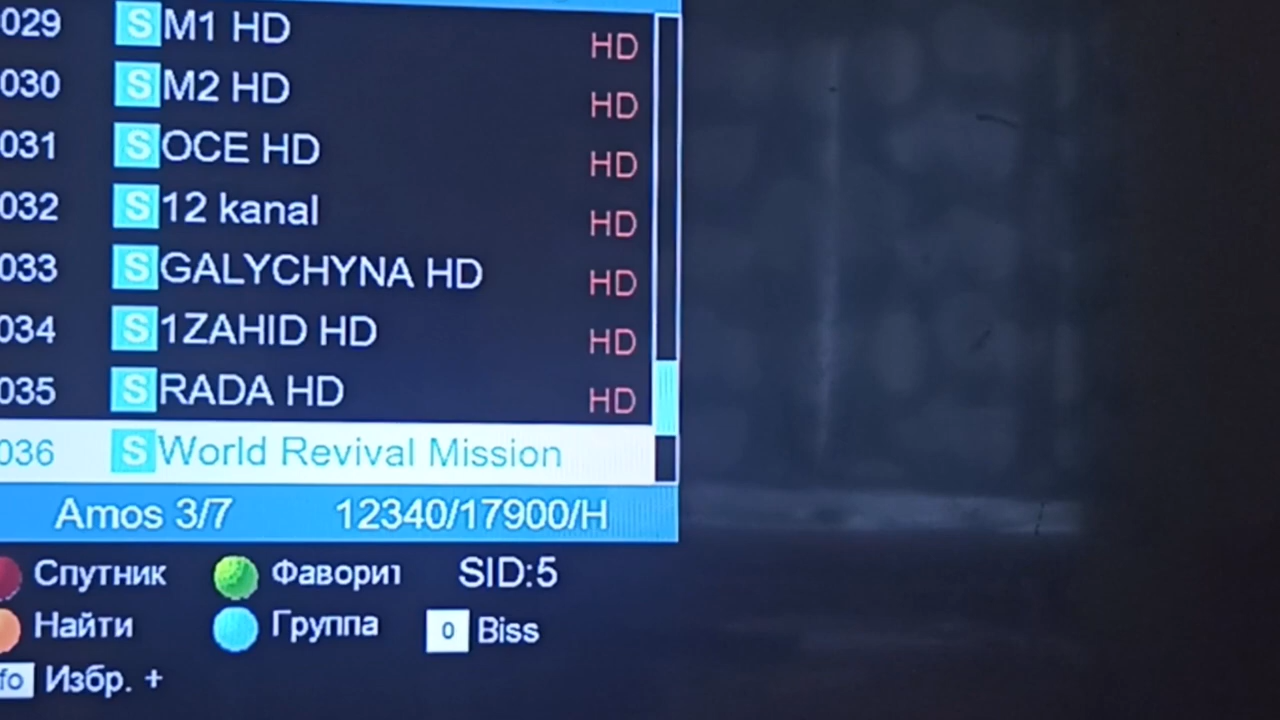 029 S M1 HD HD
030 S M2 HD HD
031 S OCE HD HD
032 S 12 kanal HD
033 S GALYCHYNA HD HD
034 S 1ZAHID HD HD
035 S RADA HD HD
036 S World Revival Mission
Amos 3/7 12340/17900/H
Спутник Фаворит SID:5
Найти Группа 0 Biss
fo Избр. +